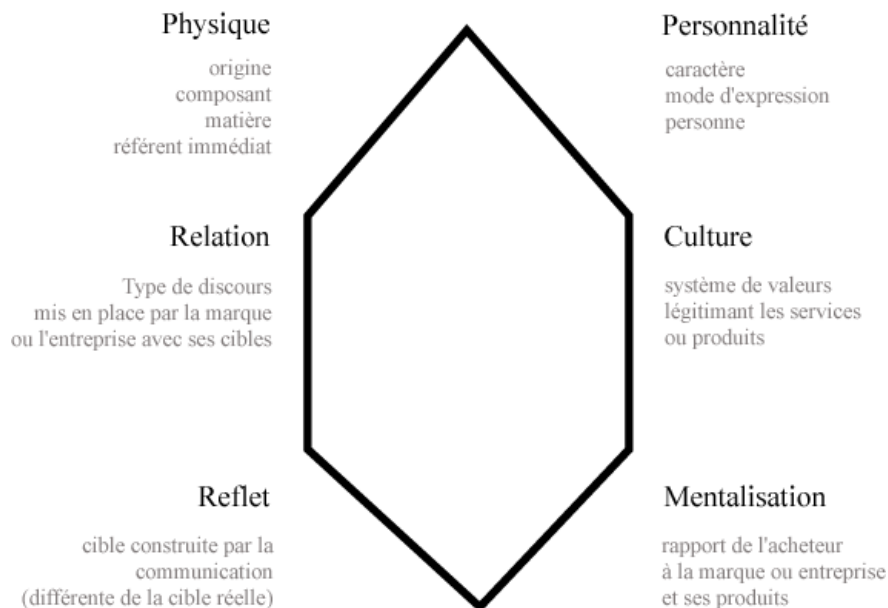 Physique
origine
composant
matière
référent immédiat
Personnalité
caractère
mode d'expression
personne
Relation
Type de discours
mis en place par la marque
ou l'entreprise avec ses cibles
Culture
système de valeurs
légitimant les services
ou produits
Reflet
cible construite par la
communication
(différente de la cible réelle)
Mentalisation
rapport de l'acheteur
à la marque ou entreprise
et ses produits